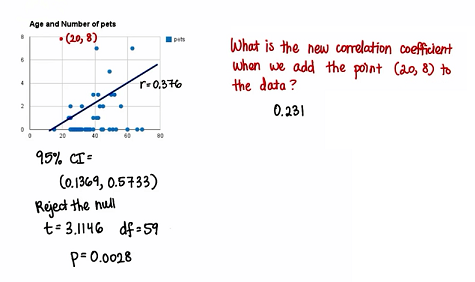 Age and Number of pets
8
6
4
2
0
0
20
40
60
80
(20, 8)
pets
r=0.376
95% CI=
(0.1369, 0.5733)
Reject the null
t= 3.1146 df=59
p=0.0028
What is the new correlation coefficient
when we add the point (20, 8) to
the data?
0.231